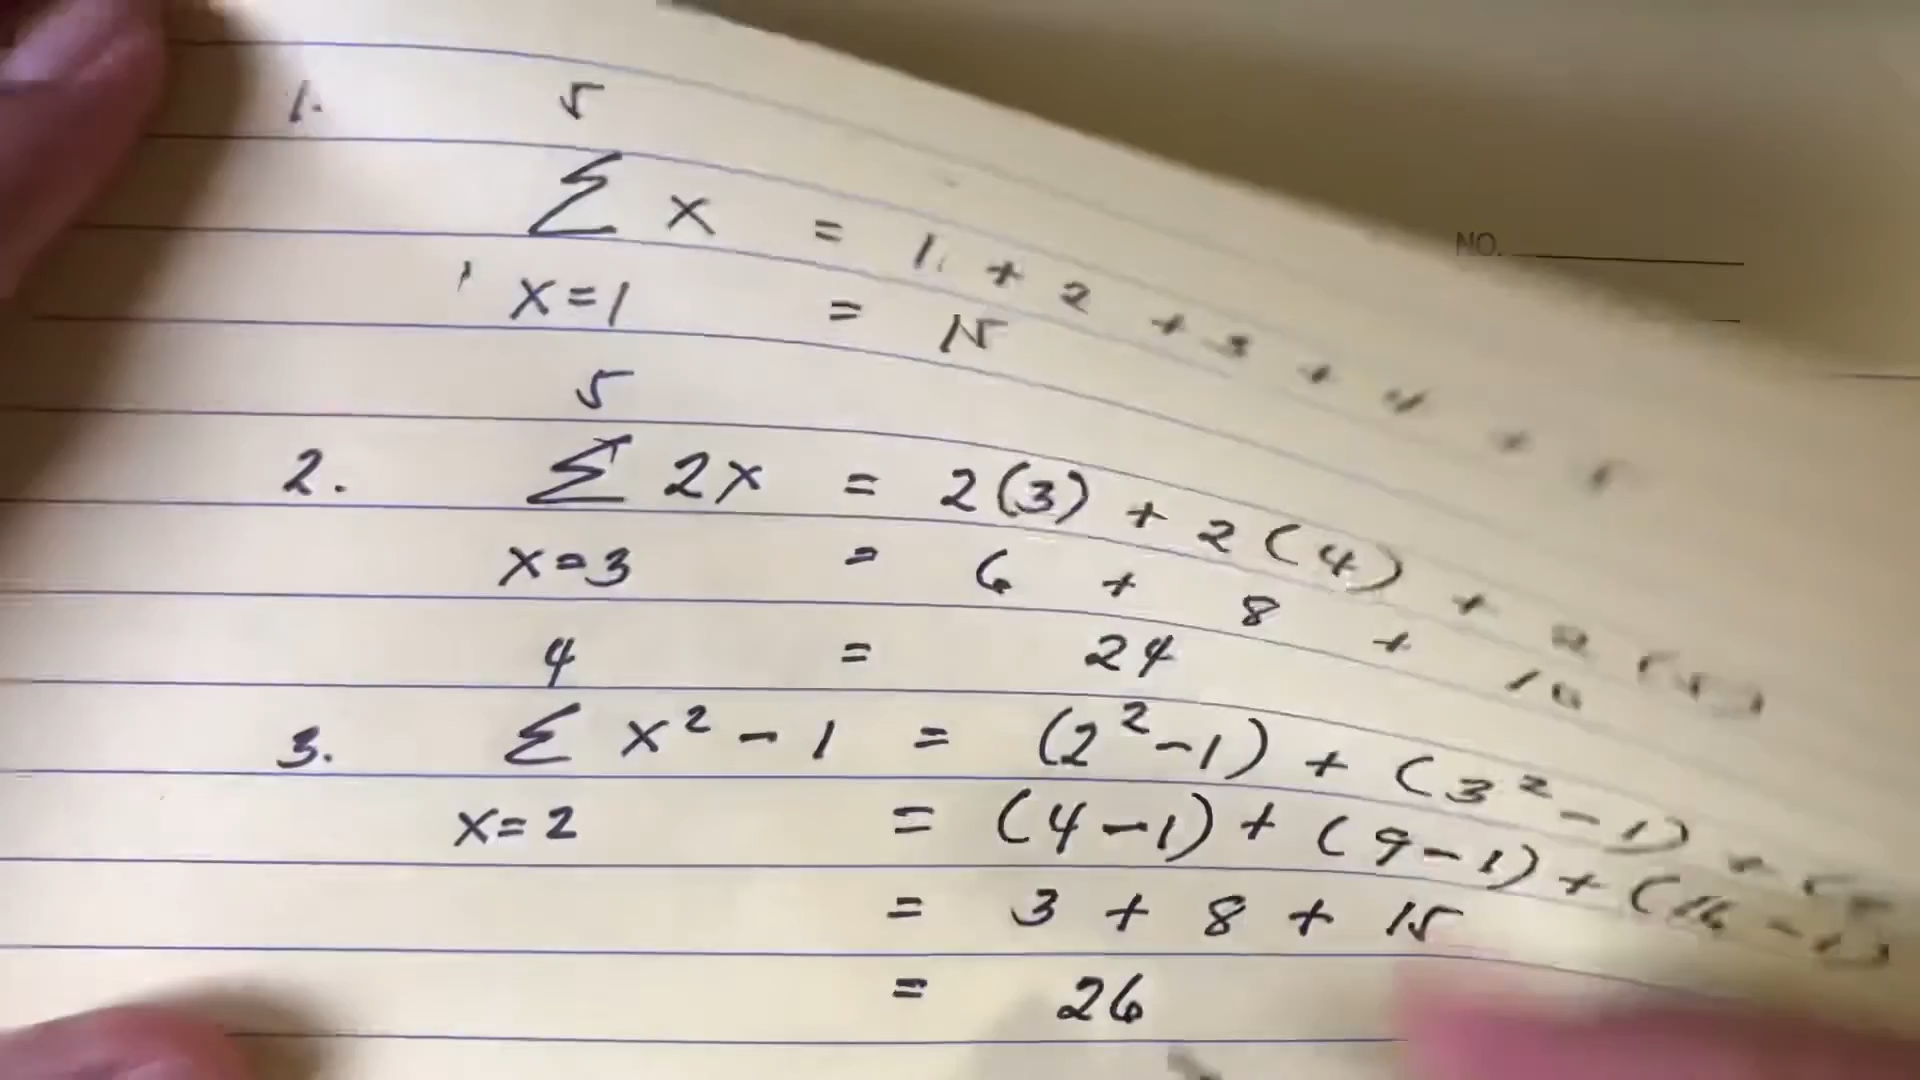 NO.
1. 5
∑ x = 1 + 2 + 3 + 4 + 5
x=1 = 15
5
2. ∑ 2x = 2(3) + 2(4) + 2(5)
x=3 = 6 + 8 + 10
4 = 24
3. ∑ x² - 1 = (2² - 1) + (3² - 1) + (
x=2 = (4 - 1) + (9 - 1) + (16 - 1)
= 3 + 8 + 15
= 26